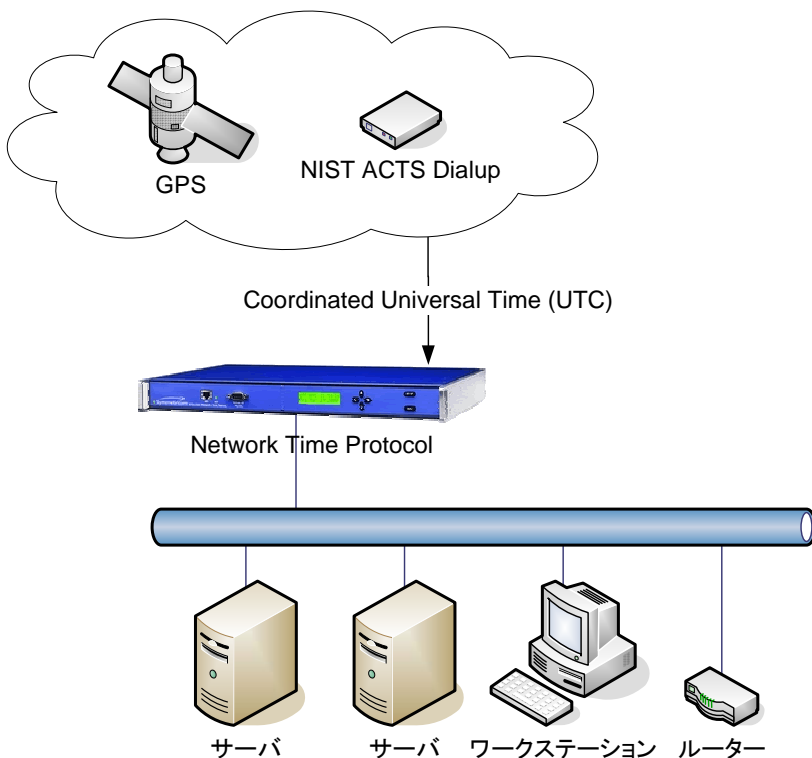 GPS
NIST ACTS Dialup
Coordinated Universal Time (UTC)
Symmetricom
Network Time Protocol
サーバ
サーバ
ワークステーション
ルーター